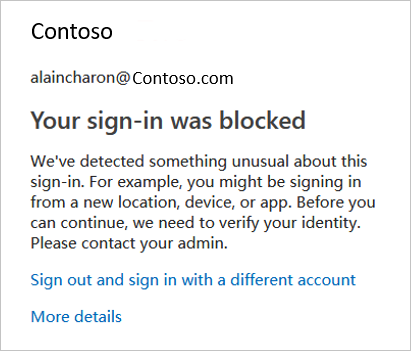 Contoso
alaincharon@Contoso.com
Your sign-in was blocked
We've detected something unusual about this
sign-in. For example, you might be signing in
from a new location, device, or app. Before you
can continue, we need to verify your identity.
Please contact your admin.
Sign out and sign in with a different account
More details